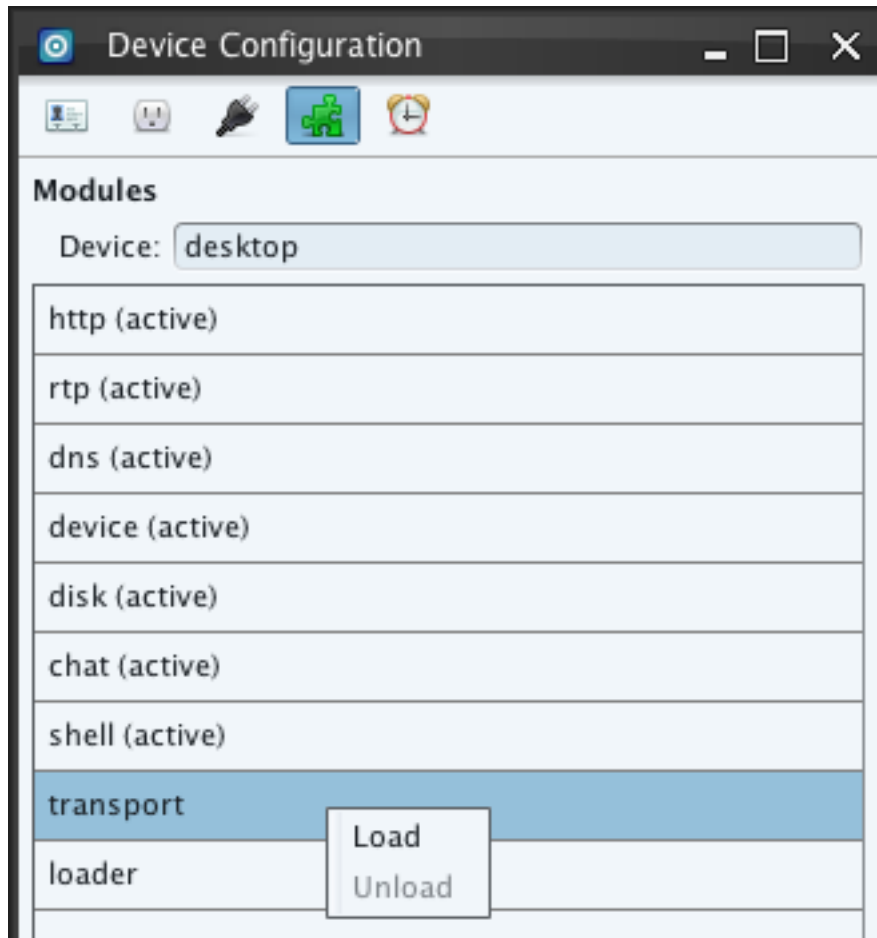 Device Configuration
Modules
Device: desktop
http (active)
rtp (active)
dns (active)
device (active)
disk (active)
chat (active)
shell (active)
transport
Load
loader
Unload